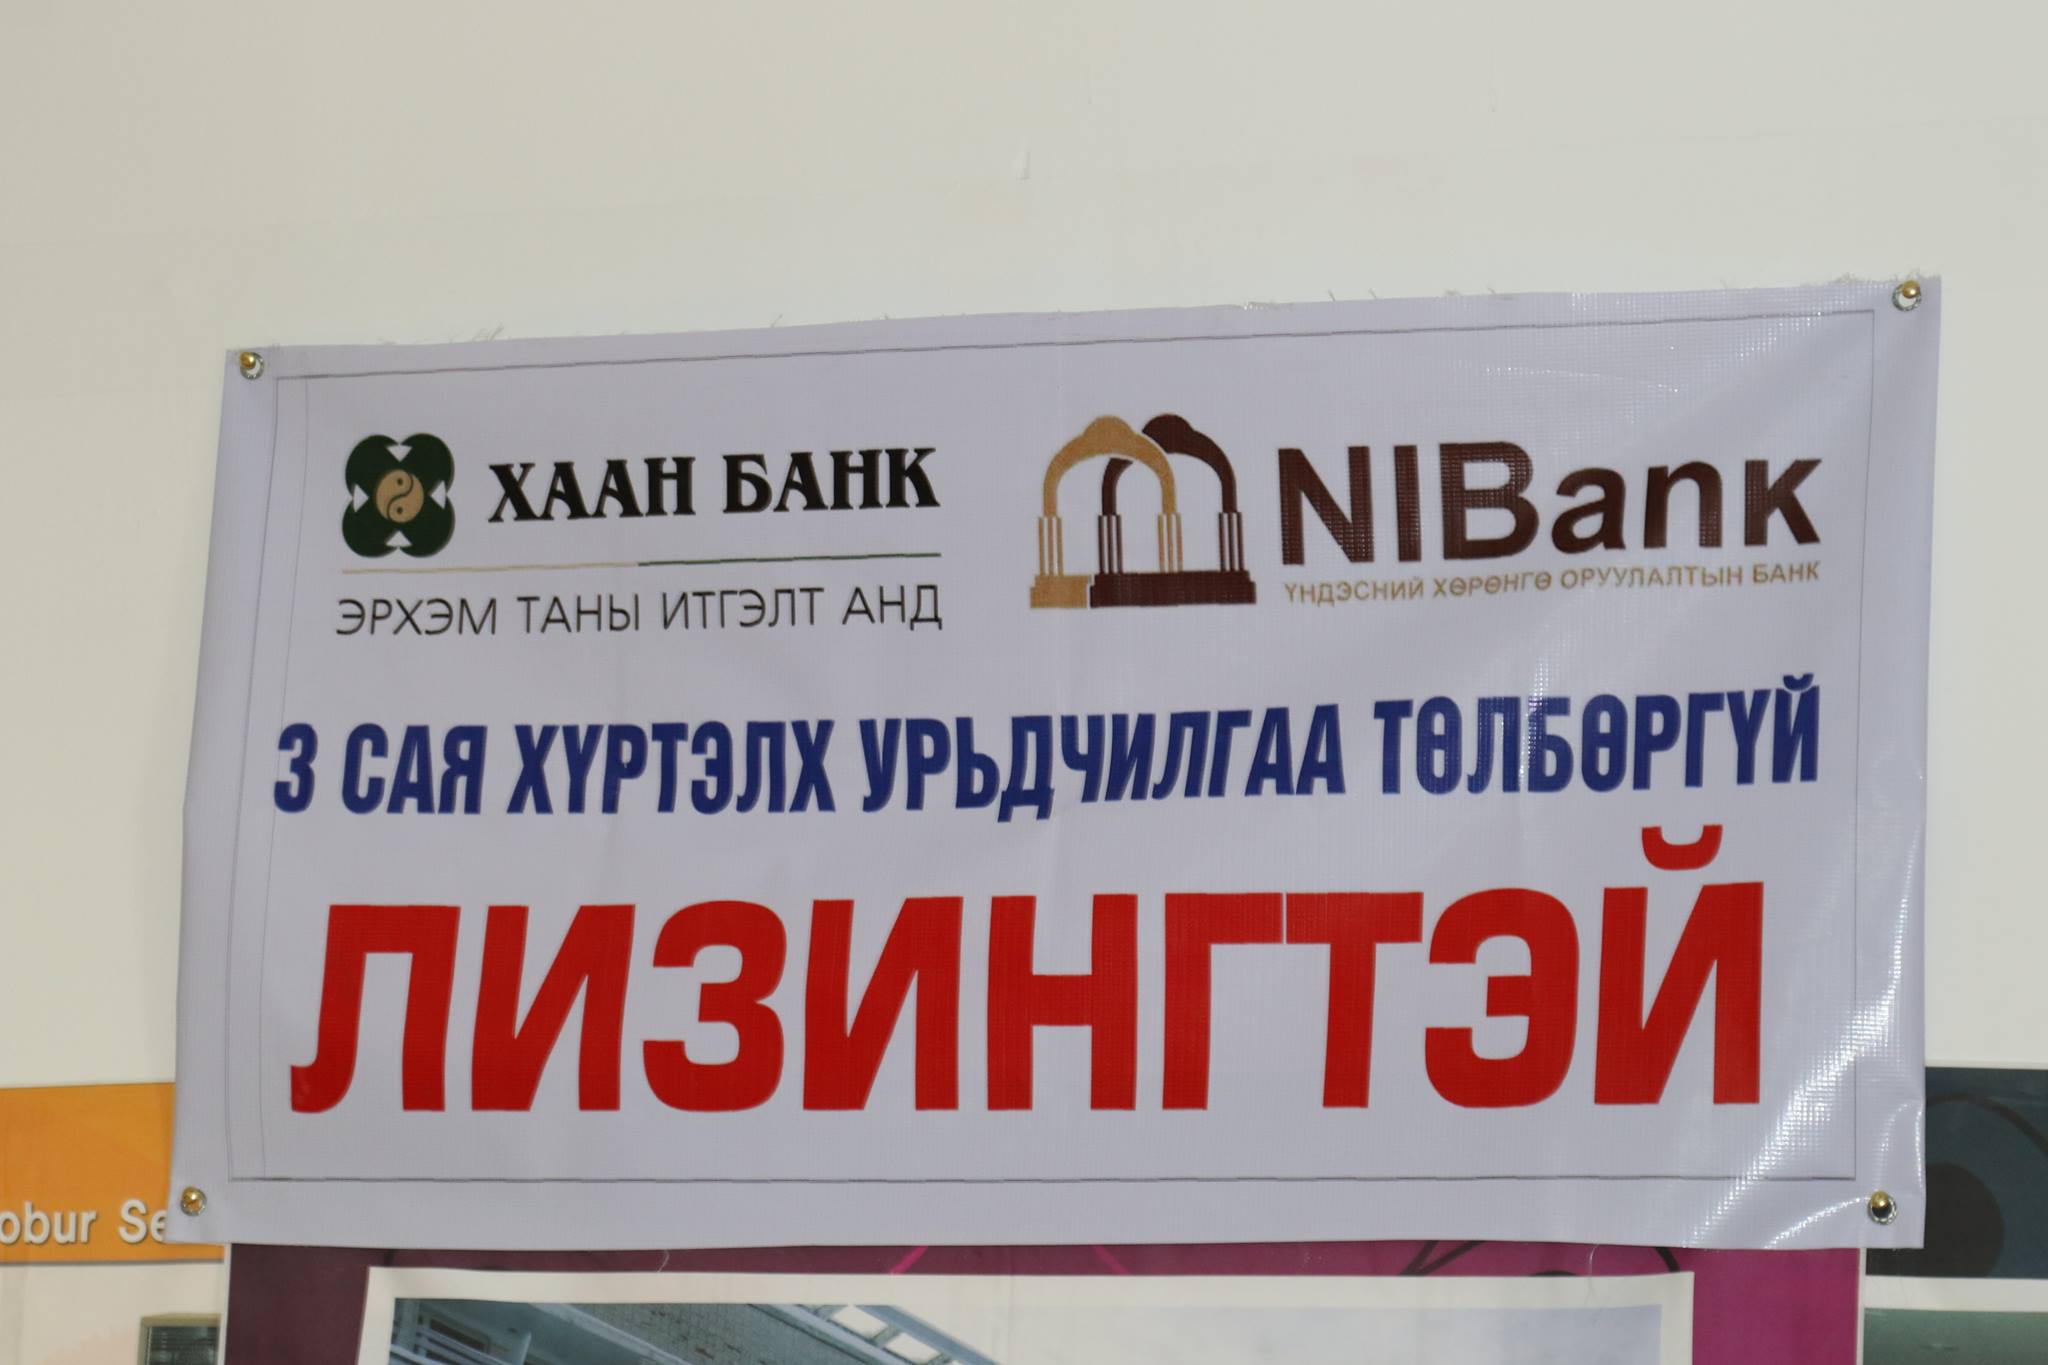 ХААН БАНК
ЭРХЭМ ТАНЫ ИТГЭЛТ АНД
NIBank
ҮНДЭСНИЙ ХӨРӨНГӨ ОРУУЛАЛТЫН БАНК
3 САЯ ХҮРТЭЛХ УРЬДЧИЛГАА ТӨЛБӨРГҮЙ
ЛИЗИНГТЭЙ